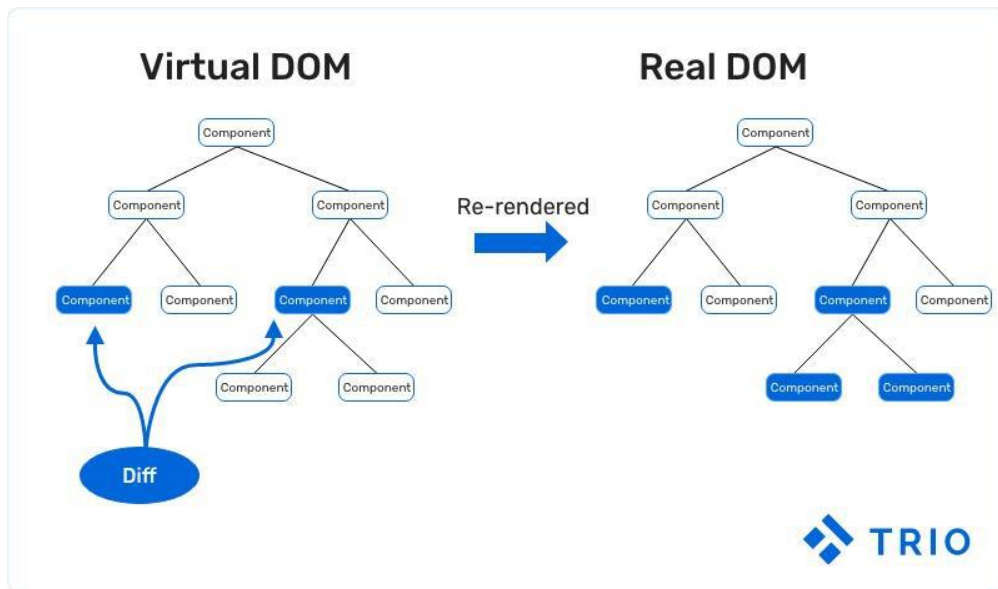 Virtual DOM
Real DOM
Component
Component
Component
Component
Re-rendered
Component
Component
Component
Component
Component
Component
Component
Component
Component
Component
Component
Component
Component
Component
Diff
TRIO